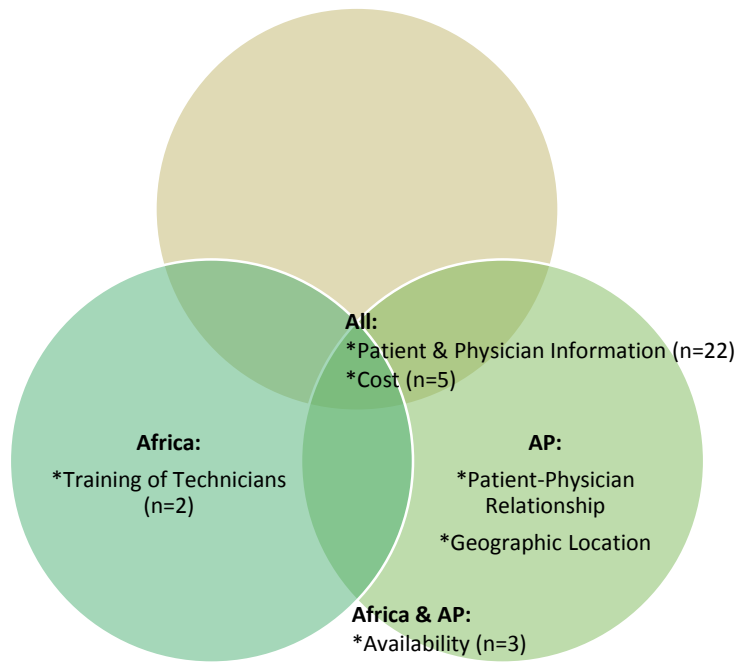 All:
*Patient & Physician Information (n=22)
*Cost (n=5)
Africa:
*Training of Technicians
(n=2)
AP:
*Patient-Physician
Relationship
*Geographic Location
Africa & AP:
*Availability (n=3)